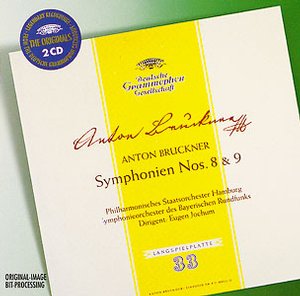 THE ORIGINALS
2 CD
Deutsche
Grammophon
Gesellschaft
Anton Bruckner
ANTON BRUCKNER
Symphonien Nos. 8 & 9
Philharmonisches Staatsorchester Hamburg
Symphonieorchester des Bayerischen Rundfunks
Dirigent: Eugen Jochum
LANGSPIELPLATTE
33
ORIGINAL-IMAGE
BIT-PROCESSING